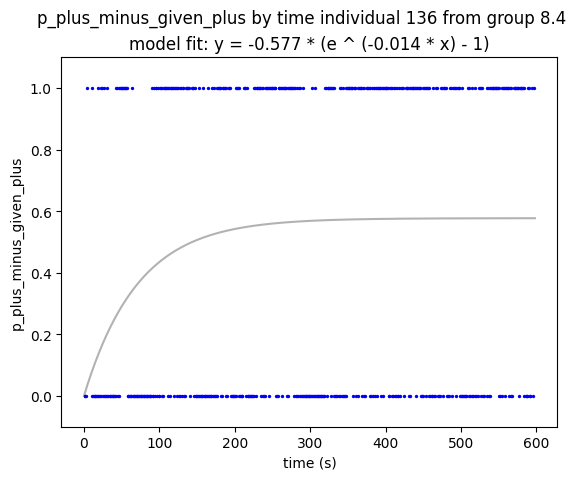 p_plus_minus_given_plus by time individual 136 from group 8.4
model fit: y = -0.577 * (e ^ (-0.014 * x) - 1)
1.0
0.8
0.6
0.4
0.2
0.0
p_plus_minus_given_plus
0 100 200 300 400 500 600
time (s)